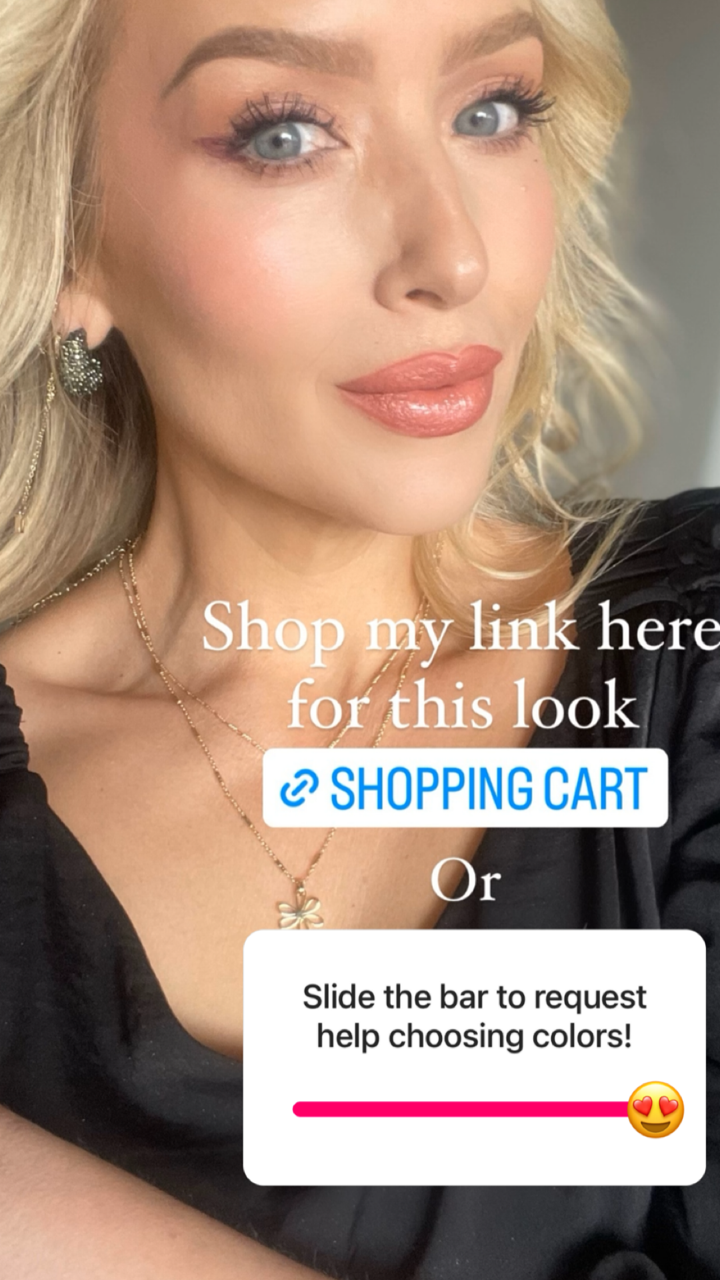 Shop my link here
for this look
SHOPPING CART
Or
Slide the bar to request
help choosing colors!